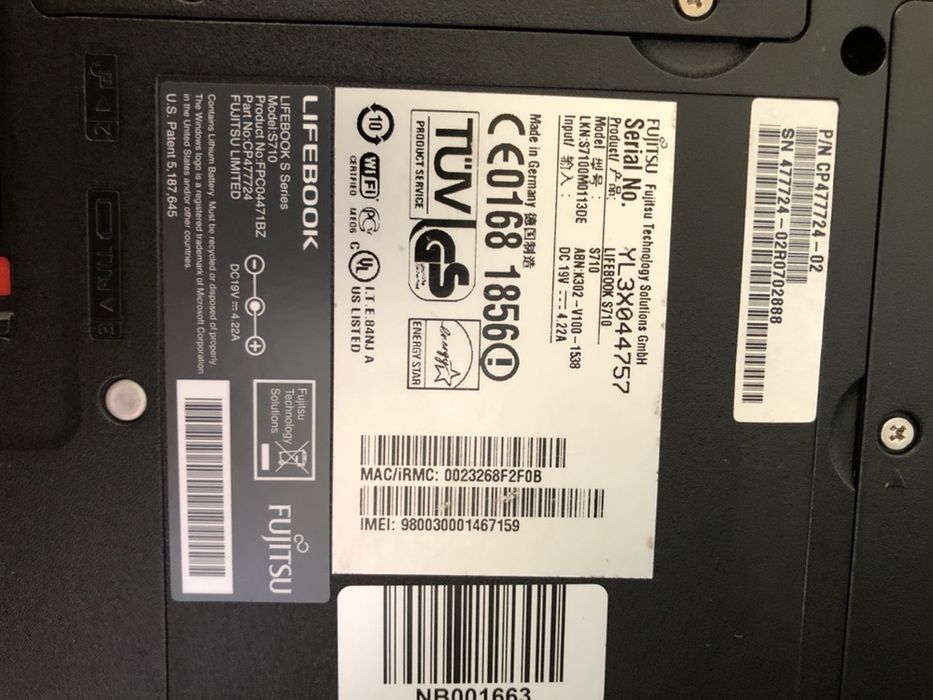 P/N CP477724-02
SN 477724-02R0702888
FUJITSU Fujitsu Technology Solutions GmbH
Serial No. YL3X044757
Product/ 产品: LIFEBOOK S710
Model 型号: S710
LKN:S7100M0113DE ABN:K302-V100-1538
Input/ 输入: DC 19V ⎓ 4.22A
Made in Germany 德国制造
CE0168 1856
TÜV
PRODUCT SERVICE
GS
energy
ENERGY STAR
10
Wi Fi
CERTIFIED
ME06
C UL US LISTED
I.T.E.84NJ A
MAC/iRMC: 0023268F2F0B
IMEI: 980030001467159
LIFEBOOK
LIFEBOOK S Series
Model:S710
Product No:FPC04471BZ
Part No:CP477724
FUJITSU LIMITED
DC19V ⎓ 4.22A
Contains Lithium Battery. Must be recycled or disposed of properly.
The Windows logo is a registered trademark of Microsoft Corporation
in the United States and/or other countries.
U.S. Patent 5,187,645
Fujitsu
Technology
Solutions
FUJITSU
NB001663